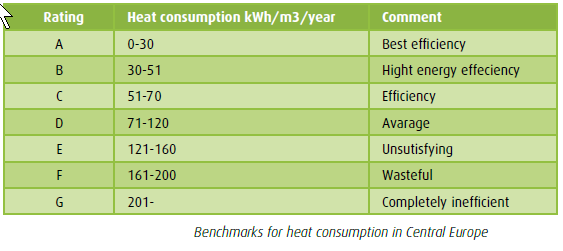 Rating Heat consumption kWh/m3/year Comment
A 0-30 Best efficiency
B 30-51 Hight energy effeciency
C 51-70 Efficiency
D 71-120 Avarage
E 121-160 Unsutisfying
F 161-200 Wasteful
G 201- Completely inefficient
Benchmarks for heat consumption in Central Europe